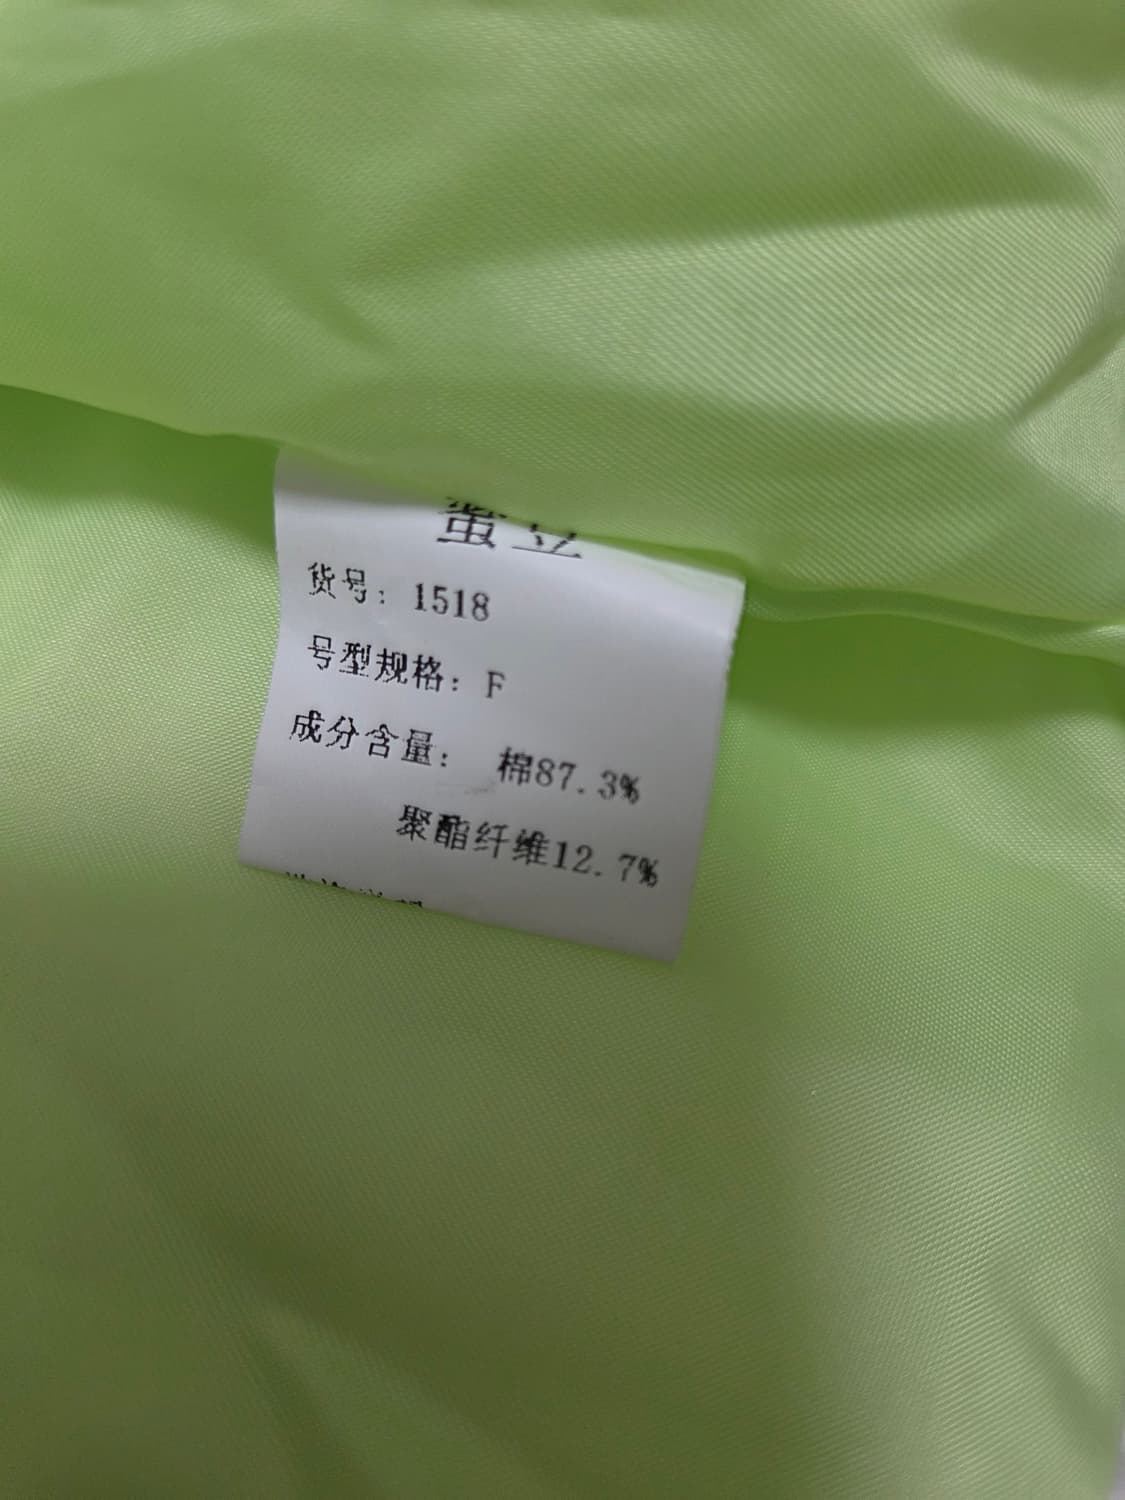 货号: 1518
号型规格: F
成分含量: 棉87.3%
聚酯纤维12.7%